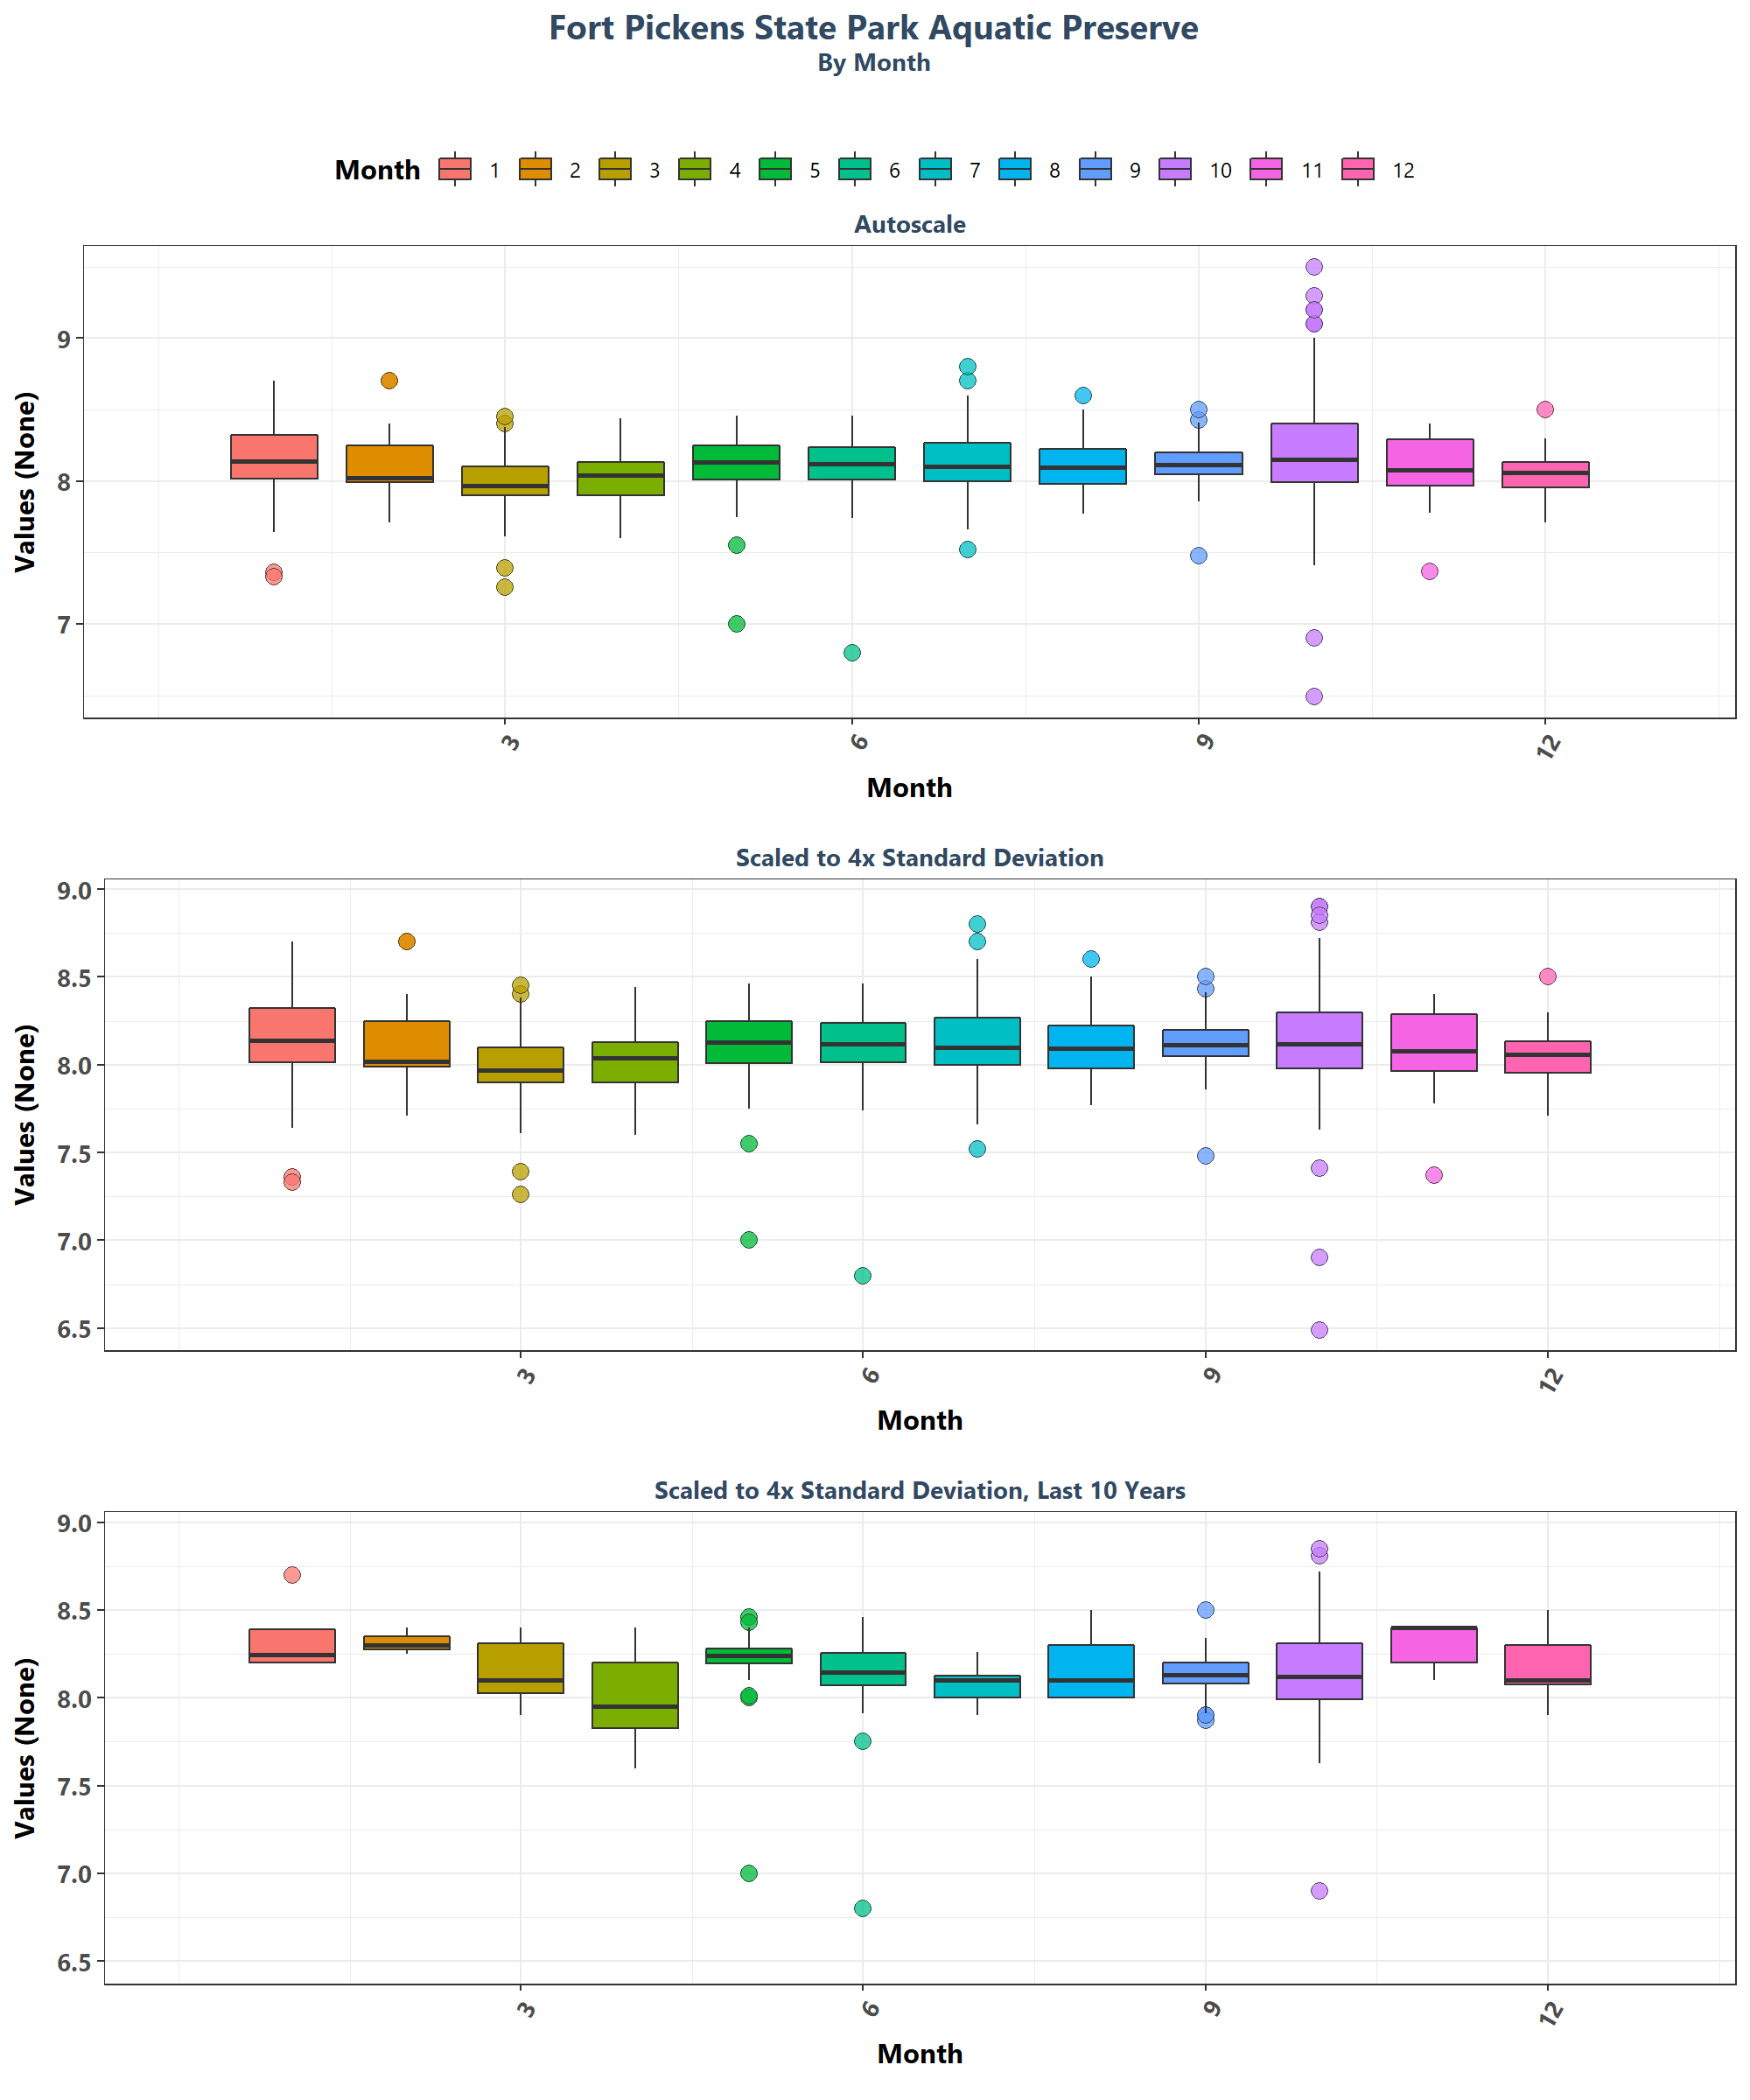 Fort Pickens State Park Aquatic Preserve
By Month
Month 1 2 3 4 5 6 7 8 9 10 11 12
Autoscale
Values (None)
9
8
7
3 6 9 12
Month
Scaled to 4x Standard Deviation
Values (None)
9.0
8.5
8.0
7.5
7.0
6.5
3 6 9 12
Month
Scaled to 4x Standard Deviation, Last 10 Years
Values (None)
9.0
8.5
8.0
7.5
7.0
6.5
3 6 9 12
Month